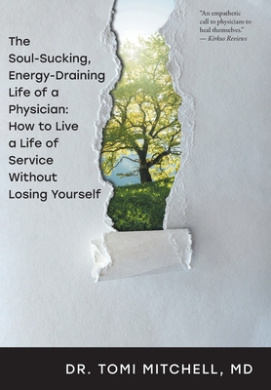 The
Soul-Sucking,
Energy-Draining
Life of a
Physician:
How to Live
a Life of
Service
Without
Losing Yourself
"An empathetic
call to physicians to
heal themselves."
— Kirkus Reviews
DR. TOMI MITCHELL, MD